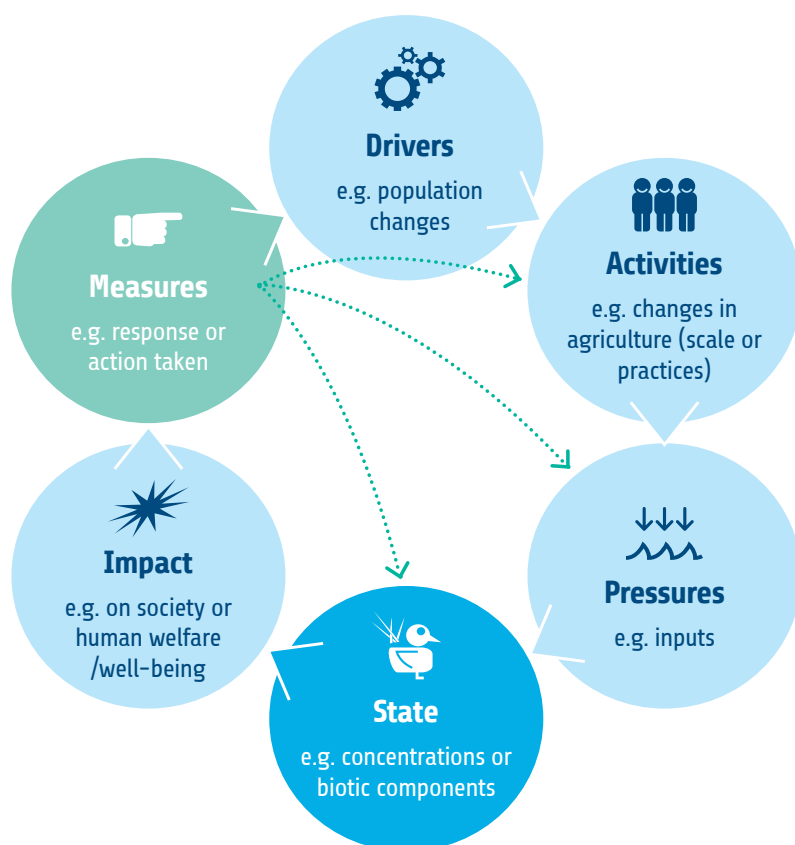 Drivers
e.g. population
changes
Activities
e.g. changes in
agriculture (scale or
practices)
Pressures
e.g. inputs
State
e.g. concentrations or
biotic components
Impact
e.g. on society or
human welfare
/well-being
Measures
e.g. response or
action taken